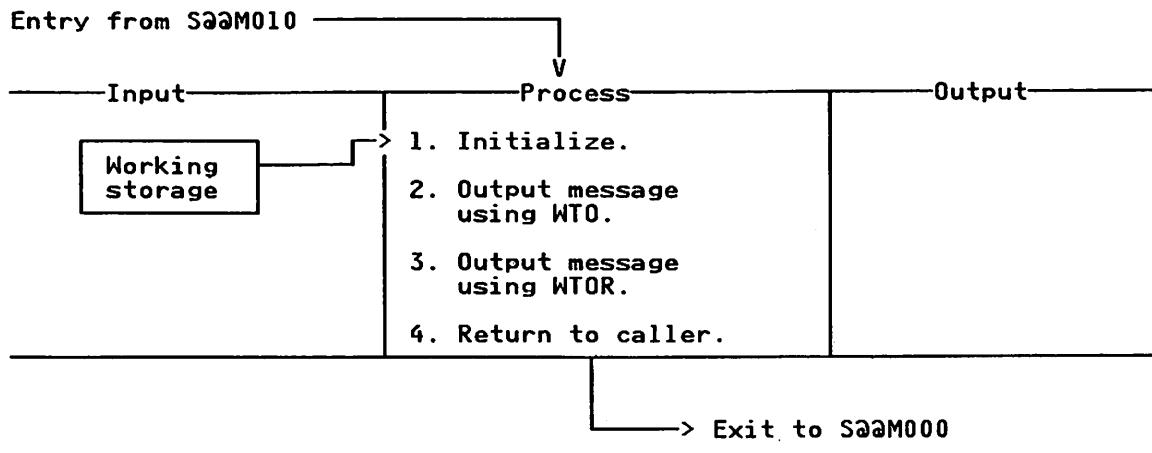 Entry from S∂∂M010
Input
Process
Output
Working
storage
1. Initialize.
2. Output message
using WTO.
3. Output message
using WTOR.
4. Return to caller.
Exit to S∂∂M000